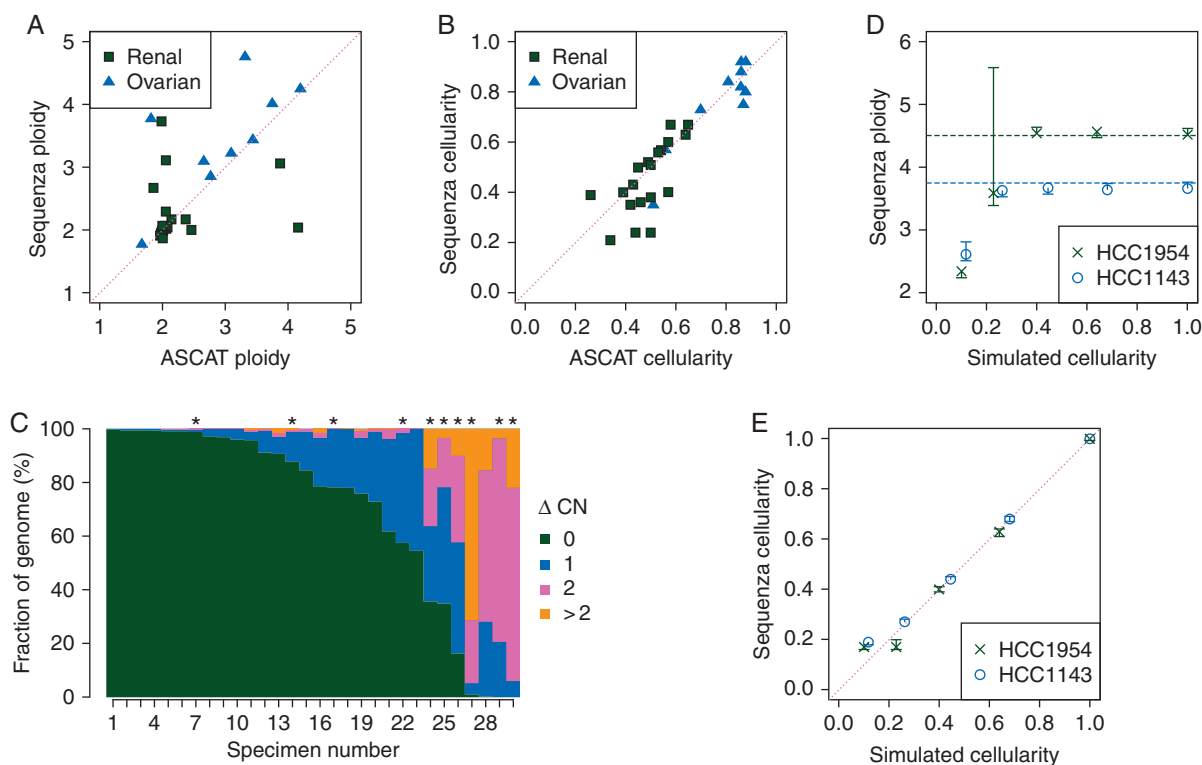 A
Sequenza ploidy
5
4
3
2
1
Renal
Ovarian
1 2 3 4 5
ASCAT ploidy
B
Sequenza cellularity
1.0
0.8
0.6
0.4
0.2
0.0
Renal
Ovarian
0.0 0.2 0.4 0.6 0.8 1.0
ASCAT cellularity
D
Sequenza ploidy
6
5
4
3
2
HCC1954
HCC1143
0.0 0.2 0.4 0.6 0.8 1.0
Simulated cellularity
C
Fraction of genome (%)
* * * * * * * * * *
100
80
60
40
20
0
1 4 7 10 13 16 19 22 25 28
Specimen number
Δ CN
0
1
2
>2
E
Sequenza cellularity
1.0
0.8
0.6
0.4
0.2
0.0
HCC1954
HCC1143
0.0 0.2 0.4 0.6 0.8 1.0
Simulated cellularity